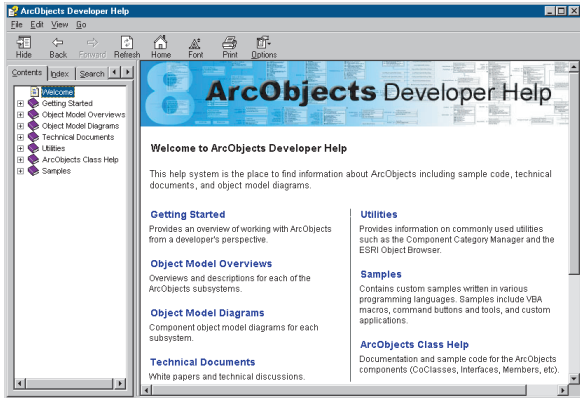 ArcObjects Developer Help
File Edit View Go
Hide Back Forward Refresh Home Font Print Options
Contents Index Search
Welcome
Getting Started
Object Model Overviews
Object Model Diagrams
Technical Documents
Utilities
ArcObjects Class Help
Samples
ArcObjects Developer Help
Welcome to ArcObjects Developer Help
This help system is the place to find information about ArcObjects including sample code, technical
documents, and object model diagrams.
Getting Started
Provides an overview of working with ArcObjects
from a developer's perspective.
Object Model Overviews
Overviews and descriptions for each of the
ArcObjects subsystems.
Object Model Diagrams
Component object model diagrams for each
subsystem.
Technical Documents
White papers and technical discussions.
Utilities
Provides information on commonly used utilities
such as the Component Category Manager and the
ESRI Object Browser.
Samples
Contains custom samples written in various
programming languages. Samples include VBA
macros, command buttons and tools, and custom
applications.
ArcObjects Class Help
Documentation and sample code for the ArcObjects
components (CoClasses, Interfaces, Members, etc).